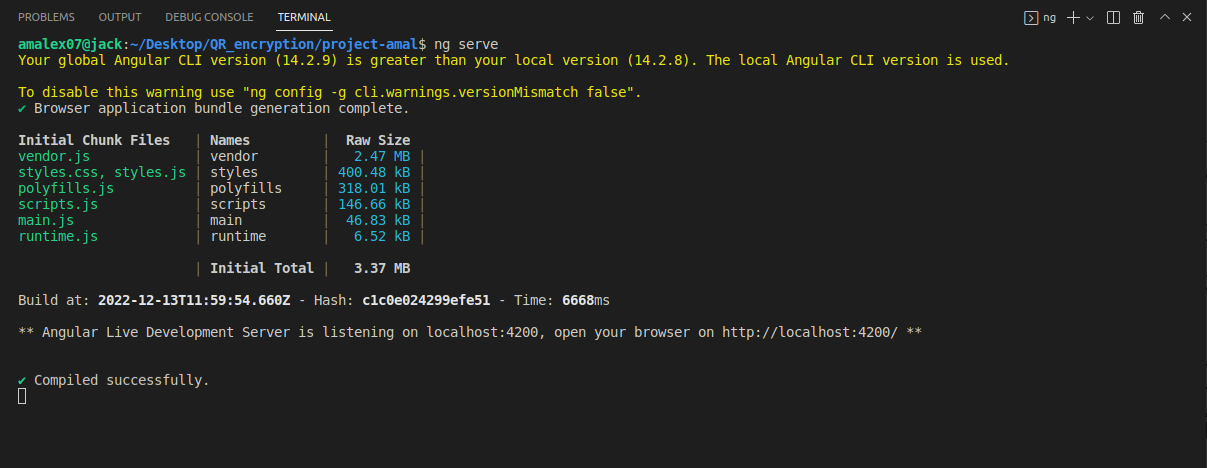 PROBLEMS OUTPUT DEBUG CONSOLE TERMINAL ng
amalex07@jack:~/Desktop/QR_encryption/project-amal$ ng serve
Your global Angular CLI version (14.2.9) is greater than your local version (14.2.8). The local Angular CLI version is used.
To disable this warning use "ng config -g cli.warnings.versionMismatch false".
✔ Browser application bundle generation complete.
Initial Chunk Files | Names | Raw Size
vendor.js | vendor | 2.47 MB |
styles.css, styles.js | styles | 400.48 kB |
polyfills.js | polyfills | 318.01 kB |
scripts.js | scripts | 146.66 kB |
main.js | main | 46.83 kB |
runtime.js | runtime | 6.52 kB |
| Initial Total | 3.37 MB
Build at: 2022-12-13T11:59:54.660Z - Hash: c1c0e024299efe51 - Time: 6668ms
** Angular Live Development Server is listening on localhost:4200, open your browser on http://localhost:4200/ **
✔ Compiled successfully.